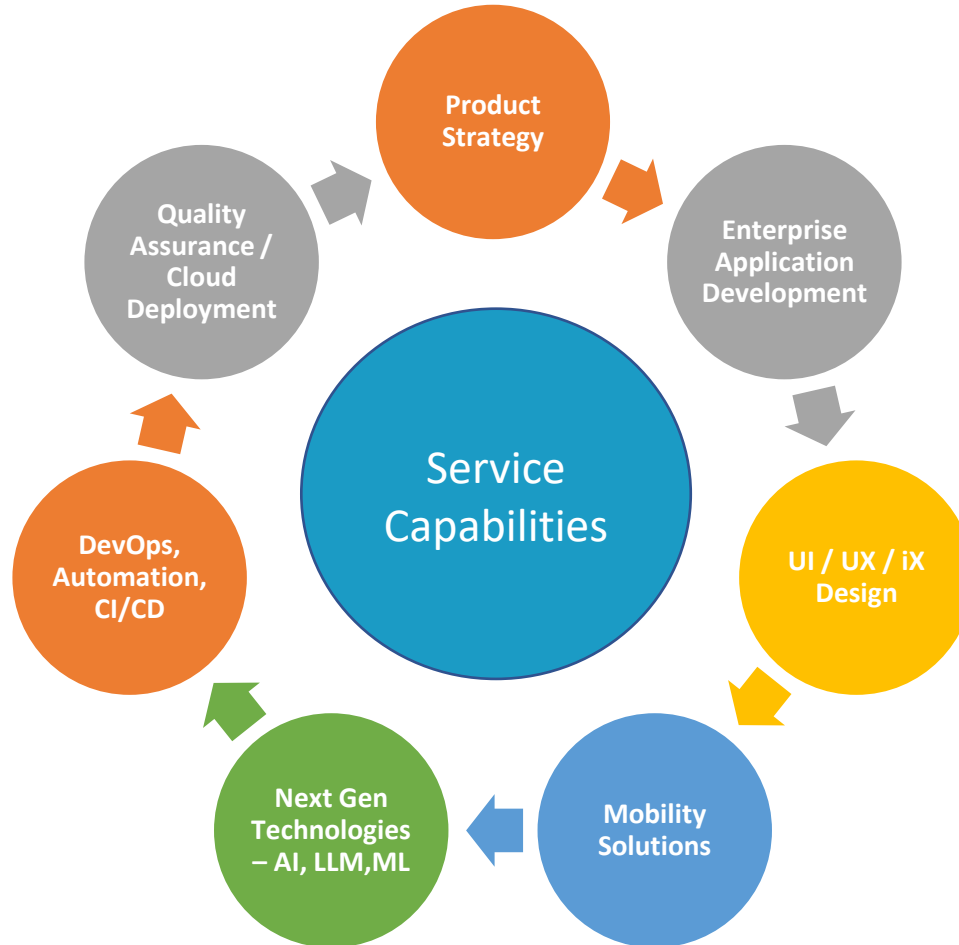 Product
Strategy
Enterprise
Application
Development
UI / UX / iX
Design
Mobility
Solutions
Next Gen
Technologies
– AI, LLM,ML
DevOps,
Automation,
CI/CD
Quality
Assurance /
Cloud
Deployment
Service
Capabilities